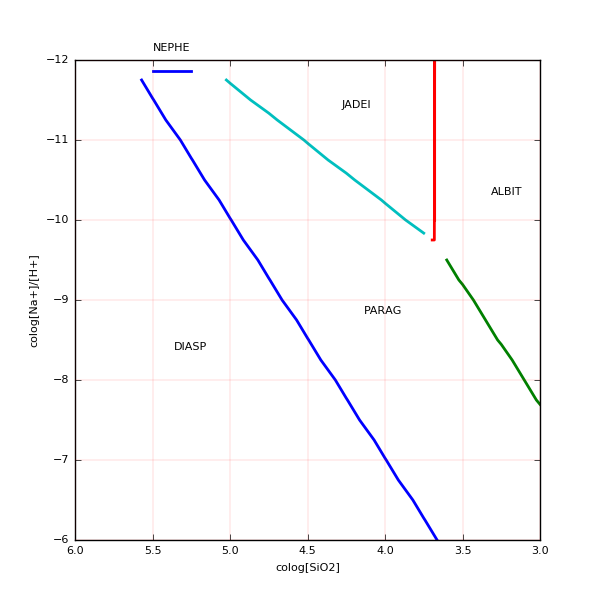 NEPHE
−12
JADEI
−11
ALBIT
−10
colog[Na+]/[H+]
−9
PARAG
DIASP
−8
−7
−6
6.0 5.5 5.0 4.5 4.0 3.5 3.0
colog[SiO2]